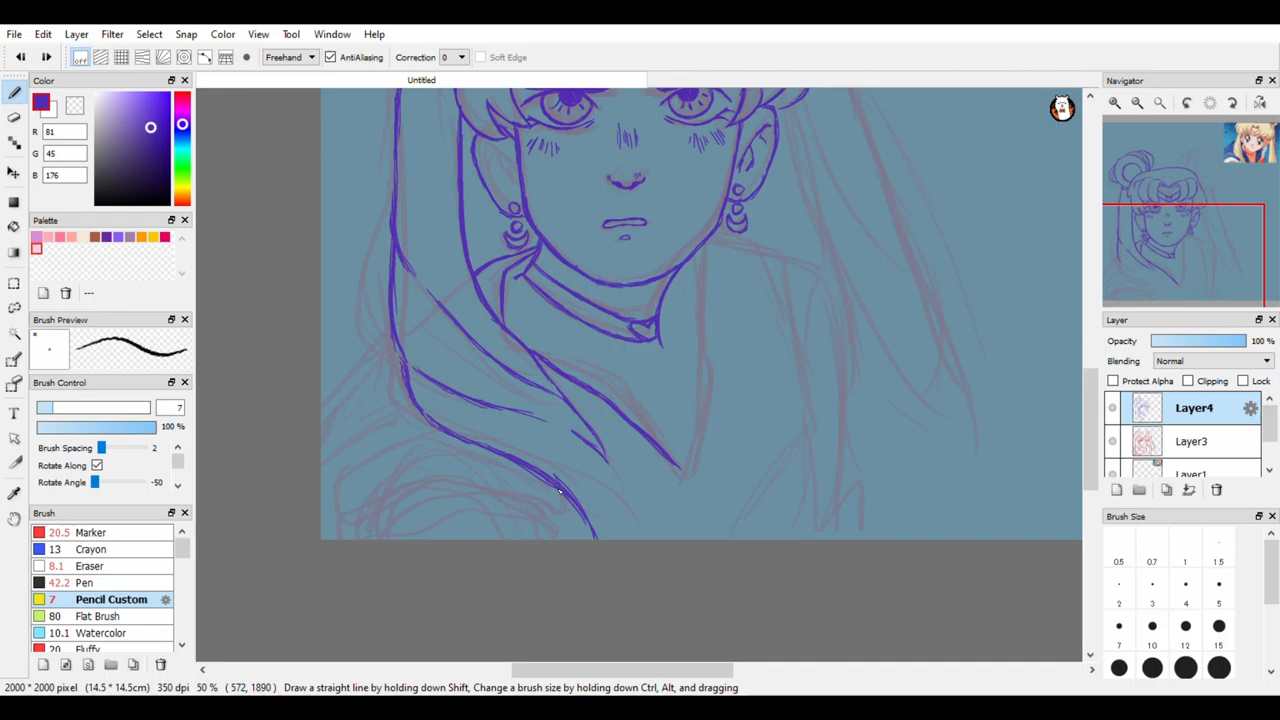 File Edit Layer Filter Select Snap Color View Tool Window Help
off Freehand AntiAliasing Correction 0 Soft Edge
Color
Untitled
Navigator
R 81
G 45
B 176
Palette
---
Brush Preview
Layer
Opacity 100 %
Blending Normal
Protect Alpha Clipping Lock
Brush Control
7
100 %
Layer4
Layer3
Layer1
Brush Spacing 2
Rotate Along
Rotate Angle -50
Brush
20.5 Marker
13 Crayon
8.1 Eraser
42.2 Pen
7 Pencil Custom
80 Flat Brush
10.1 Watercolor
20 Fluffy
Brush Size
0.5 0.7 1 1.5
2 3 4 5
7 10 12 15
2000 * 2000 pixel (14.5 * 14.5cm) 350 dpi 50 % ( 572, 1890 ) Draw a straight line by holding down Shift, Change a brush size by holding down Ctrl, Alt, and dragging